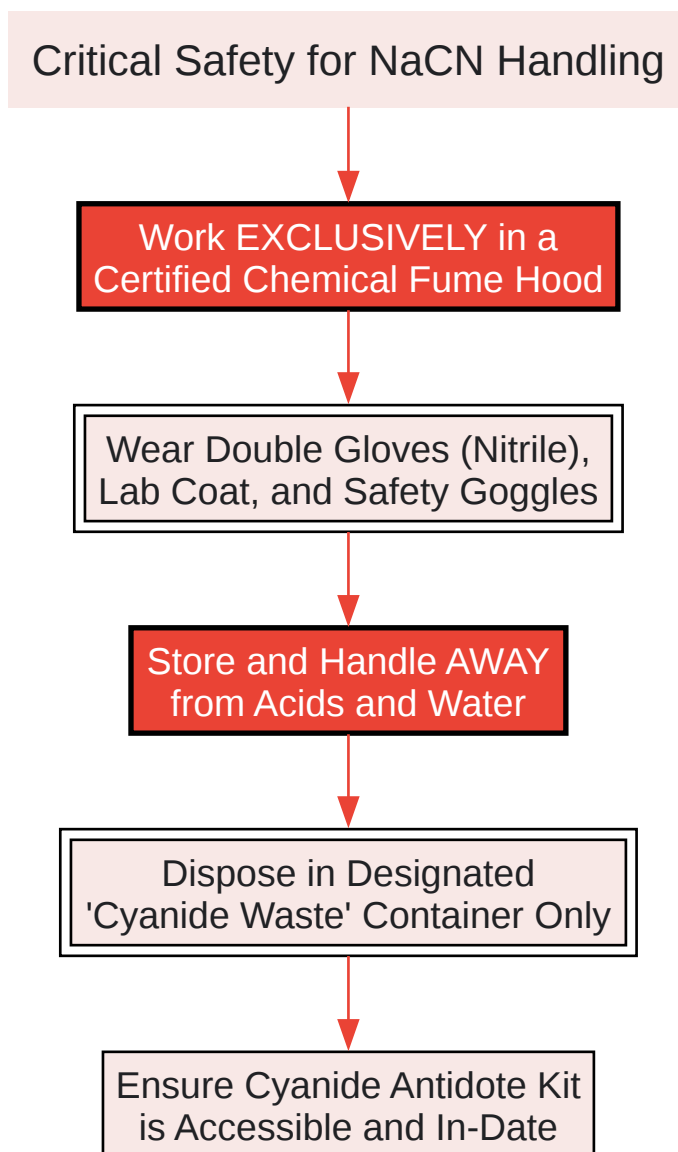 Critical Safety for NaCN Handling
Work EXCLUSIVELY in a
Certified Chemical Fume Hood
Wear Double Gloves (Nitrile),
Lab Coat, and Safety Goggles
Store and Handle AWAY
from Acids and Water
Dispose in Designated
'Cyanide Waste' Container Only
Ensure Cyanide Antidote Kit
is Accessible and In-Date